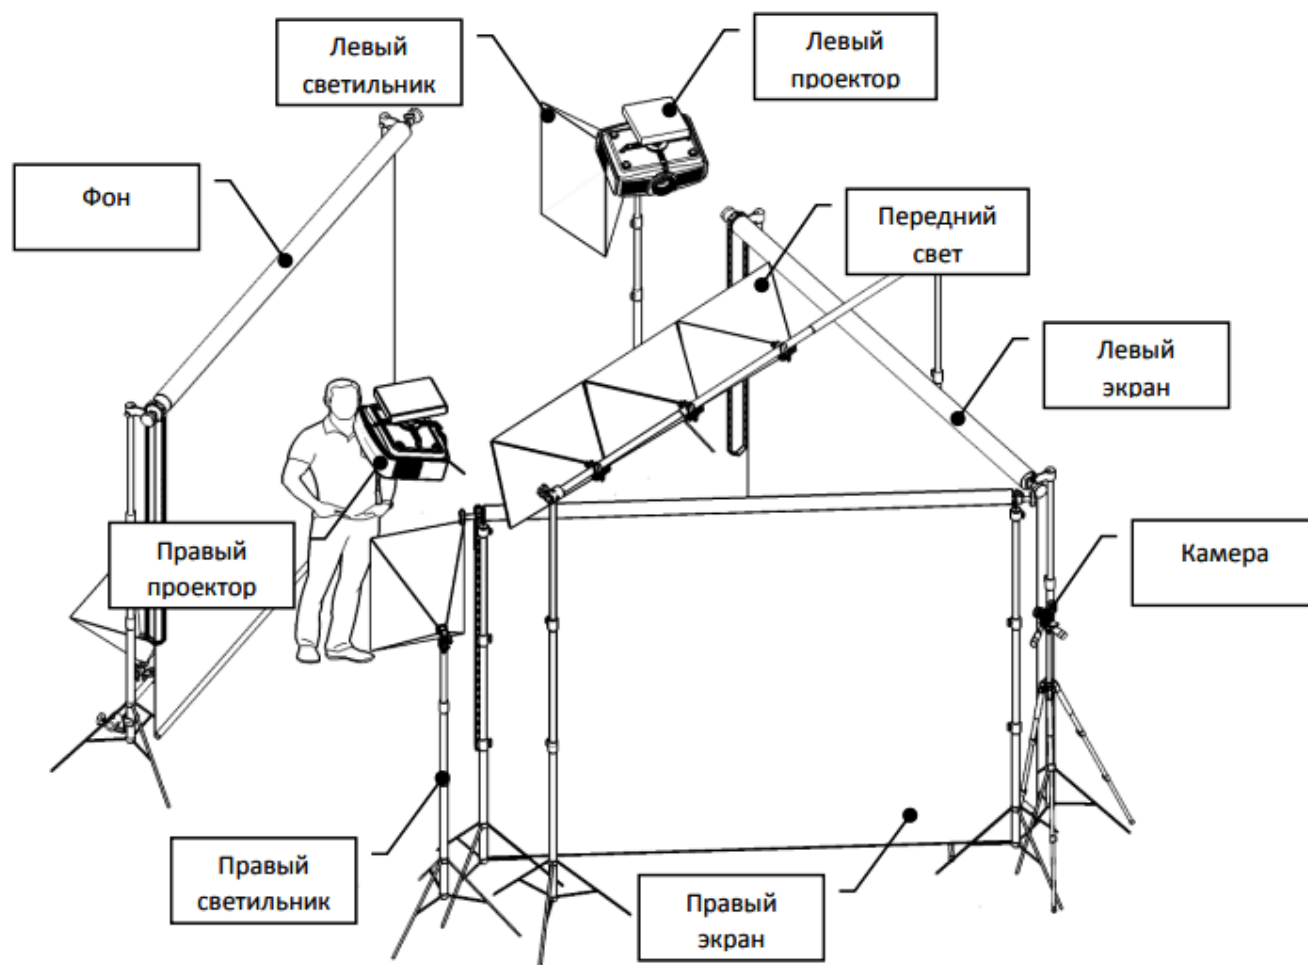 Левый
светильник
Левый
проектор
Фон
Передний
свет
Левый
экран
Камера
Правый
проектор
Правый
светильник
Правый
экран